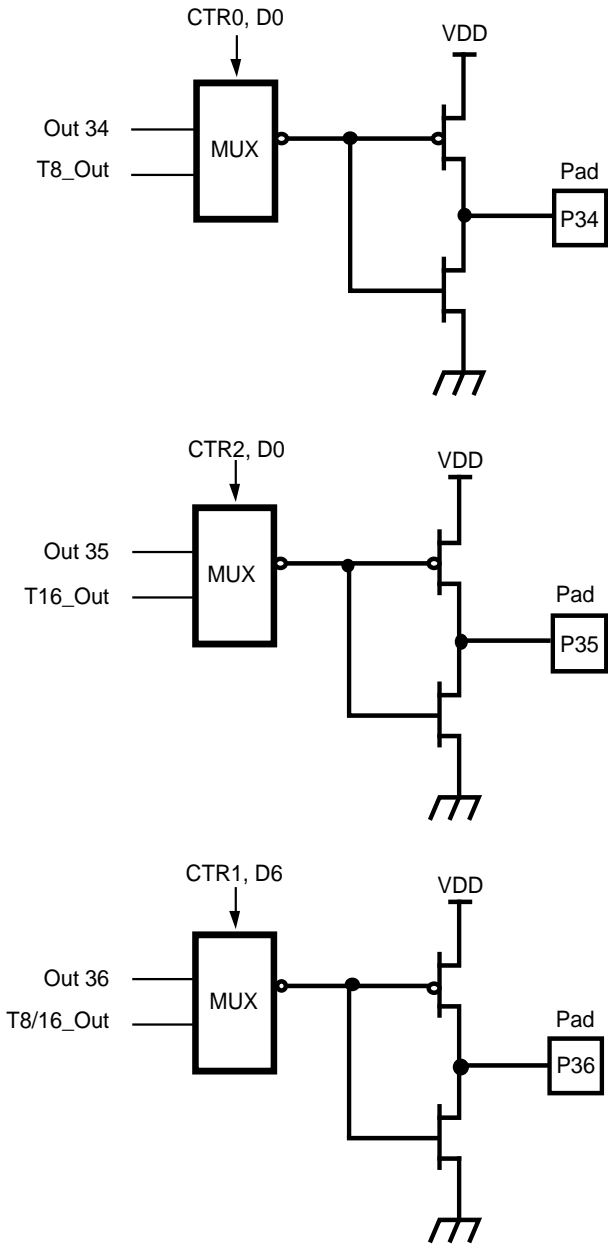 CTR0, D0
VDD
Out 34
MUX
T8_Out
Pad
P34
CTR2, D0
VDD
Out 35
MUX
T16_Out
Pad
P35
CTR1, D6
VDD
Out 36
MUX
T8/16_Out
Pad
P36